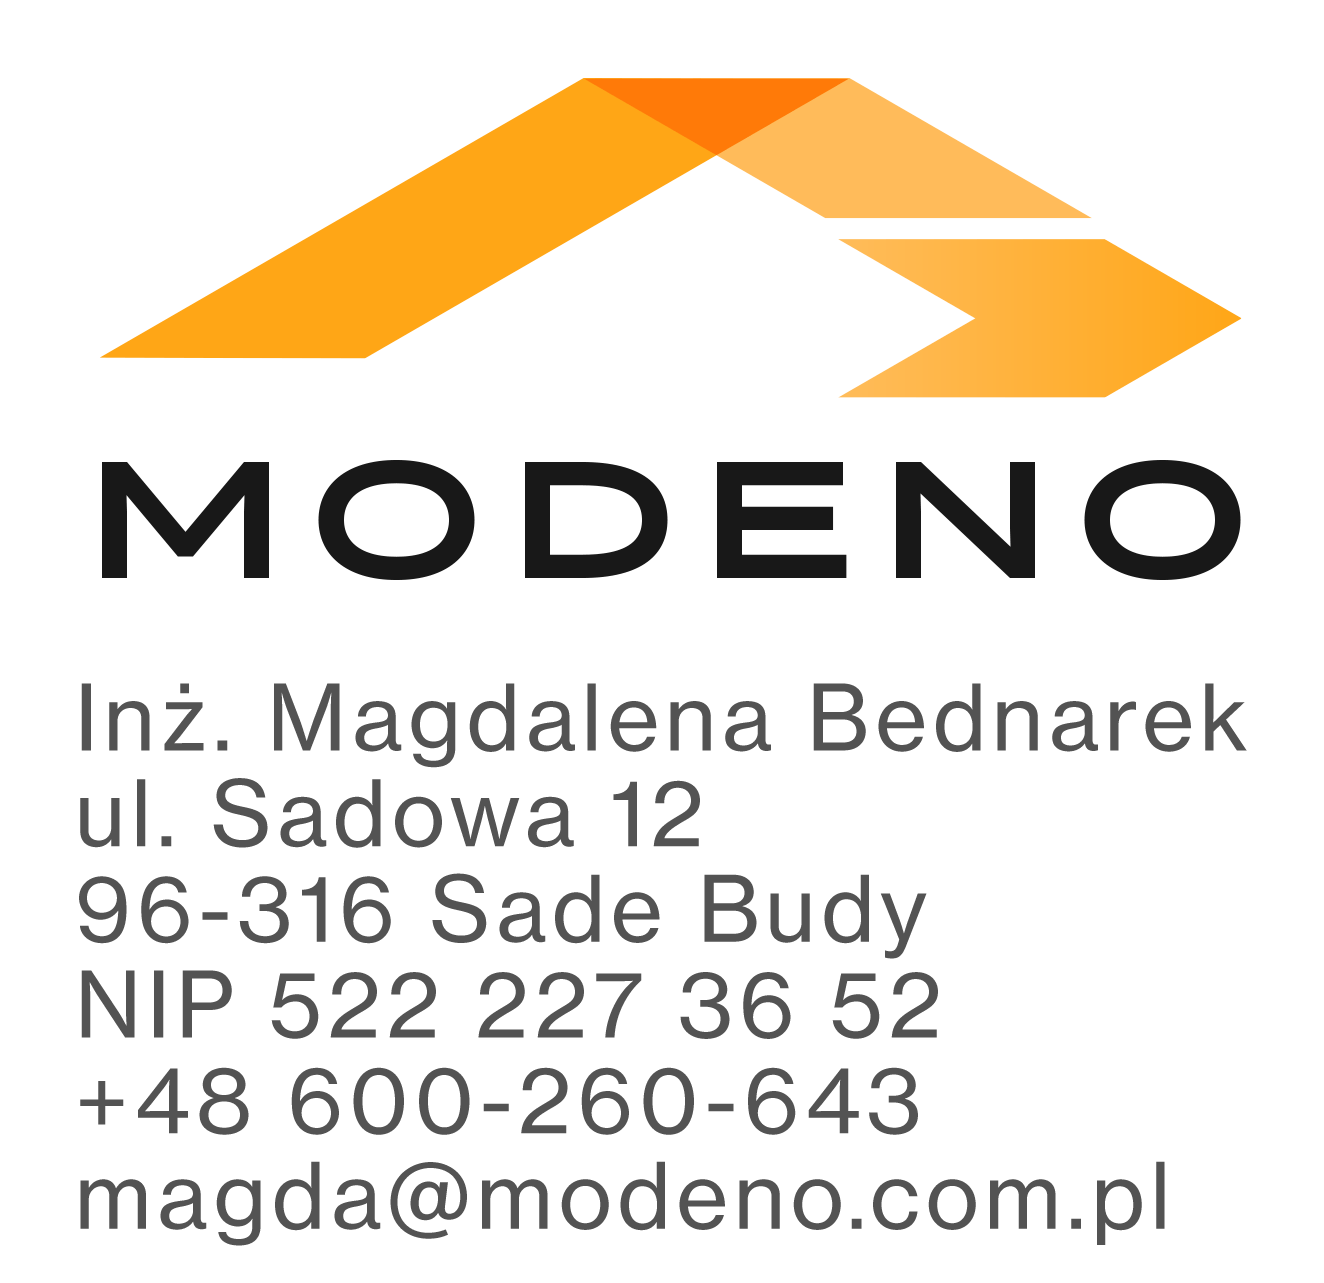 MODENO
Inż. Magdalena Bednarek
ul. Sadowa 12
96-316 Sade Budy
NIP 522 227 36 52
+48 600-260-643
magda@modeno.com.pl